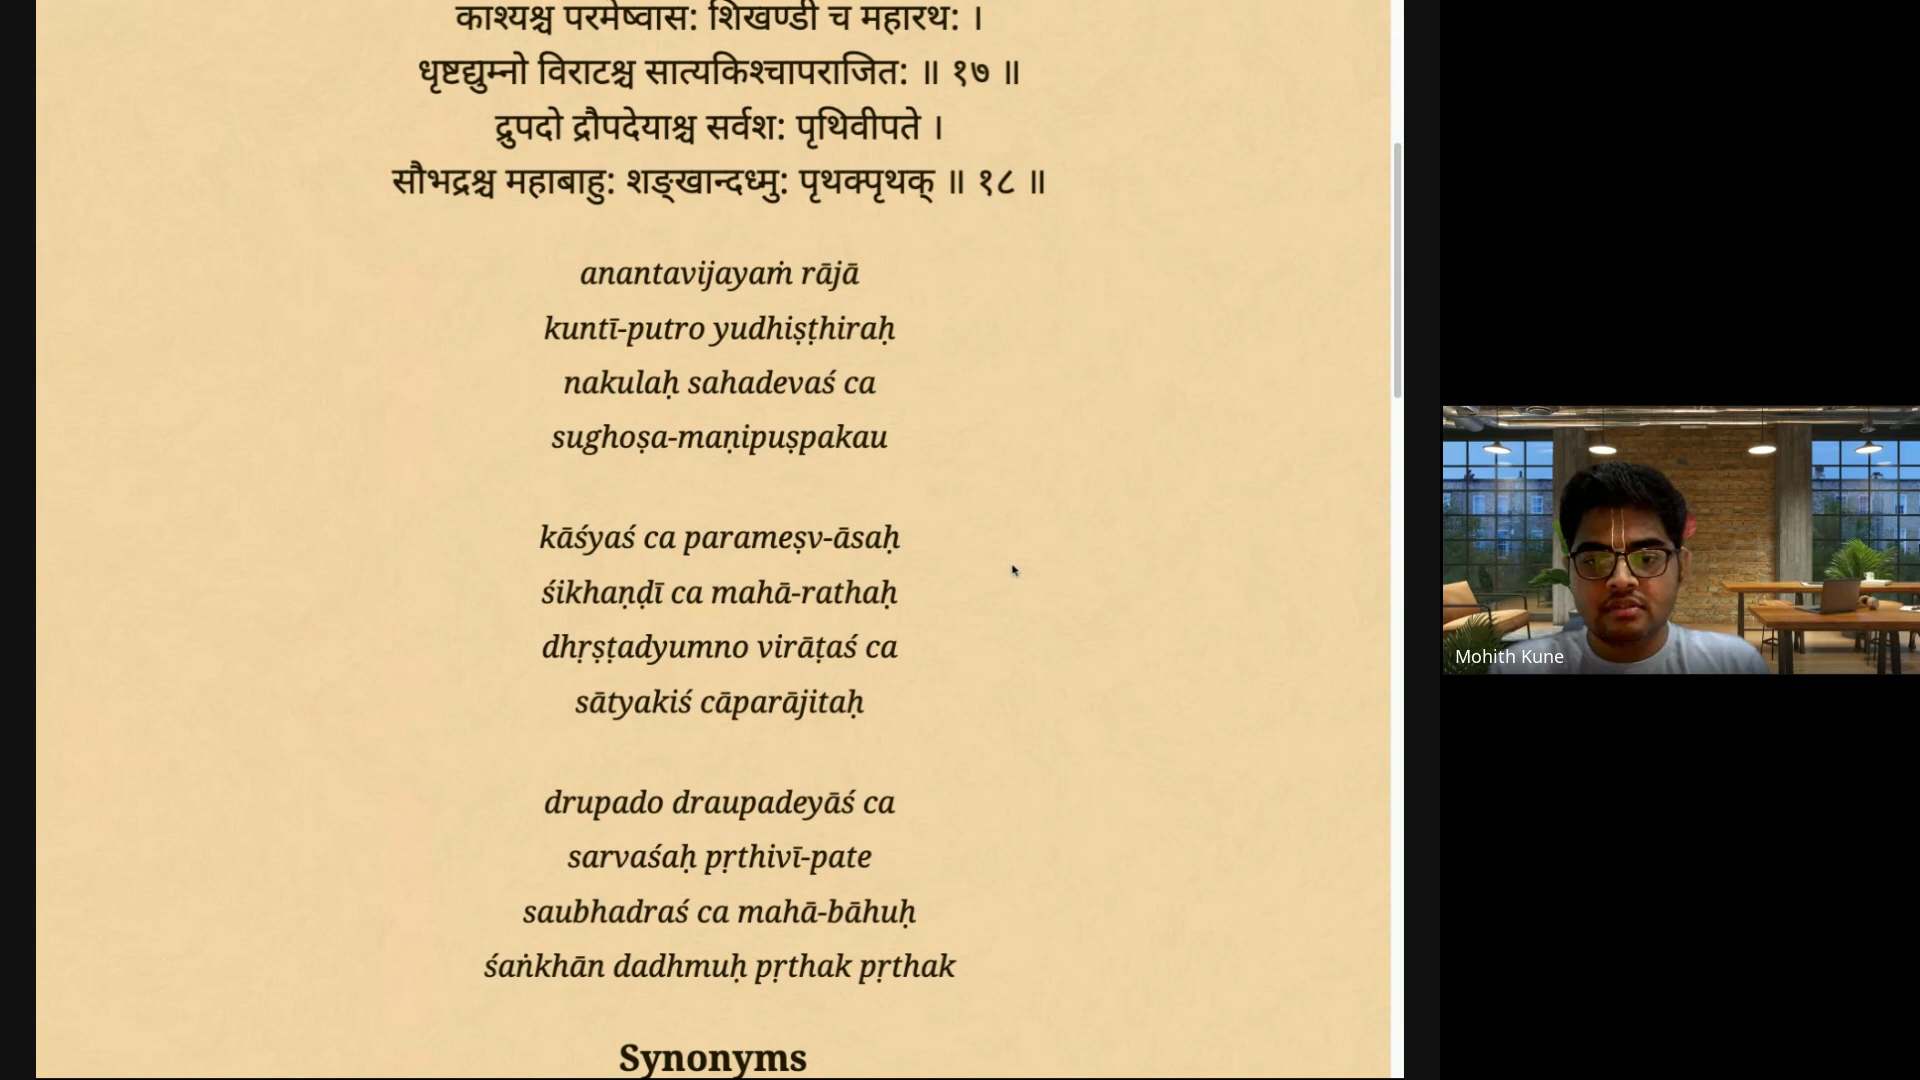 काश्यश्च परमेष्वास: शिखण्डी च महारथ: ।
धृष्टद्युम्न‍ो विराटश्च सात्यकिश्चापराजित: ॥ १७ ॥
द्रुपदो द्रौपदेयाश्च सर्वश: पृथिवीपते ।
सौभद्रश्च महाबाहु: शङ्खान्दध्मु: पृथक्पृथक् ॥ १८ ॥
anantavijayaṁ rājā
kuntī-putro yudhiṣṭhiraḥ
nakulaḥ sahadevaś ca
sughoṣa-maṇipuṣpakau
kāśyaś ca parameṣv-āsaḥ
śikhaṇḍī ca mahā-rathaḥ
dhṛṣṭadyumno virāṭaś ca
sātyakiś cāparājitaḥ
drupado draupadeyāś ca
sarvaśaḥ pṛthivī-pate
saubhadraś ca mahā-bāhuḥ
śaṅkhān dadhmuḥ pṛthak pṛthak
Synonyms
Mohith Kune